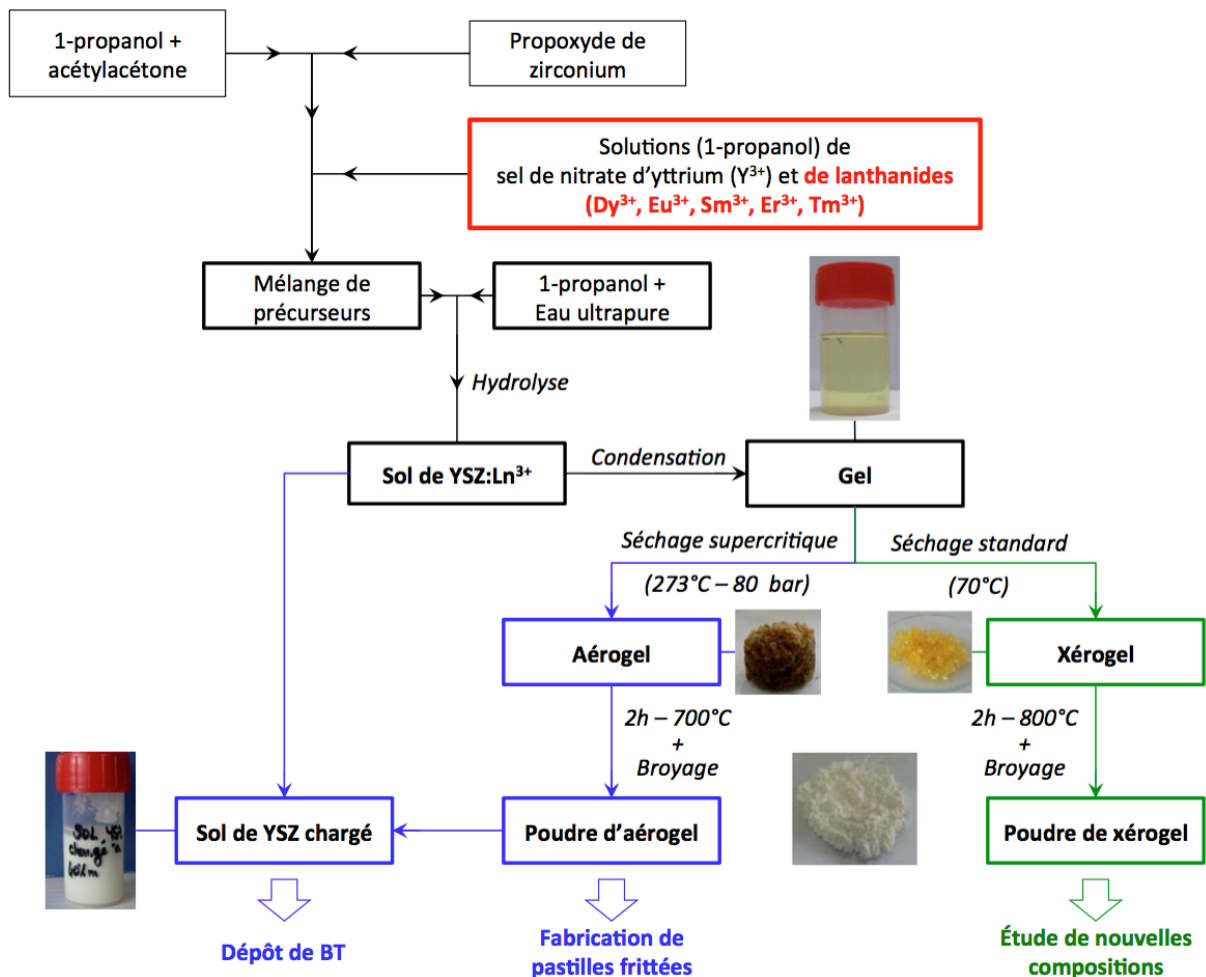 1-propanol +
acétylacétone
Propoxyde de
zirconium
Solutions (1-propanol) de
sel de nitrate d'yttrium (Y³⁺) et de lanthanides
(Dy³⁺, Eu³⁺, Sm³⁺, Er³⁺, Tm³⁺)
Mélange de
précurseurs
1-propanol +
Eau ultrapure
Hydrolyse
Sol de YSZ:Ln³⁺
Condensation
Gel
Séchage supercritique
(273°C – 80 bar)
Séchage standard
(70°C)
Aérogel
Xérogel
2h – 700°C
+
Broyage
2h – 800°C
+
Broyage
SOL YSZ
chargé
Sol de YSZ chargé
Poudre d'aérogel
Poudre de xérogel
Dépôt de BT
Fabrication de
pastilles frittées
Étude de nouvelles
compositions